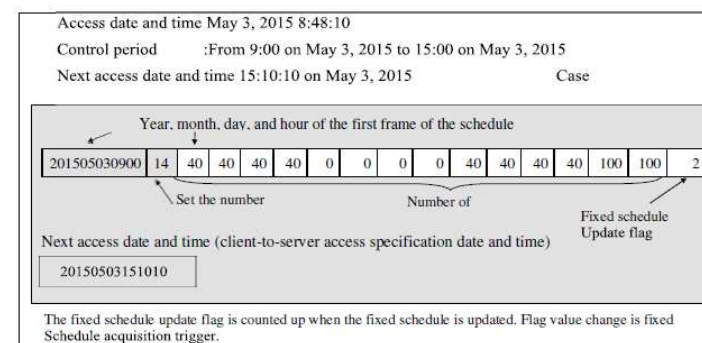 Access date and time May 3, 2015 8:48:10
Control period :From 9:00 on May 3, 2015 to 15:00 on May 3, 2015
Next access date and time 15:10:10 on May 3, 2015 Case
Year, month, day, and hour of the first frame of the schedule
201505030900 14 40 40 40 40 0 0 0 0 40 40 40 40 100 100 2
Set the number Number of
Fixed schedule
Update flag
Next access date and time (client-to-server access specification date and time)
20150503151010
The fixed schedule update flag is counted up when the fixed schedule is updated. Flag value change is fixed
Schedule acquisition trigger.